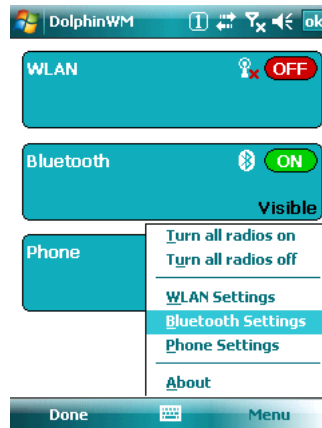 DolphinWM 1 ok
WLAN OFF
Bluetooth ON
Visible
Phone
Turn all radios on
Turn all radios off
WLAN Settings
Bluetooth Settings
Phone Settings
About
Done Menu